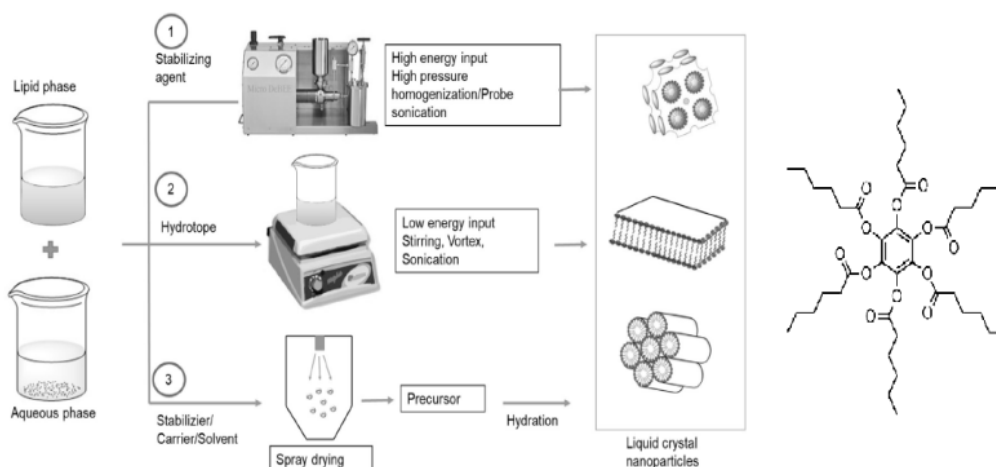 1
Stabilizing
agent
Lipid phase
High energy input
High pressure
homogenization/Probe
sonication
2
Hydrotope
Low energy input
Stirring, Vortex,
Sonication
Aqueous phase
3
Stabilizier/
Carrier/Solvent
Spray drying
Precursor
Hydration
Liquid crystal
nanoparticles
O
O
O
O
O
O
O
O
O
O
O
O